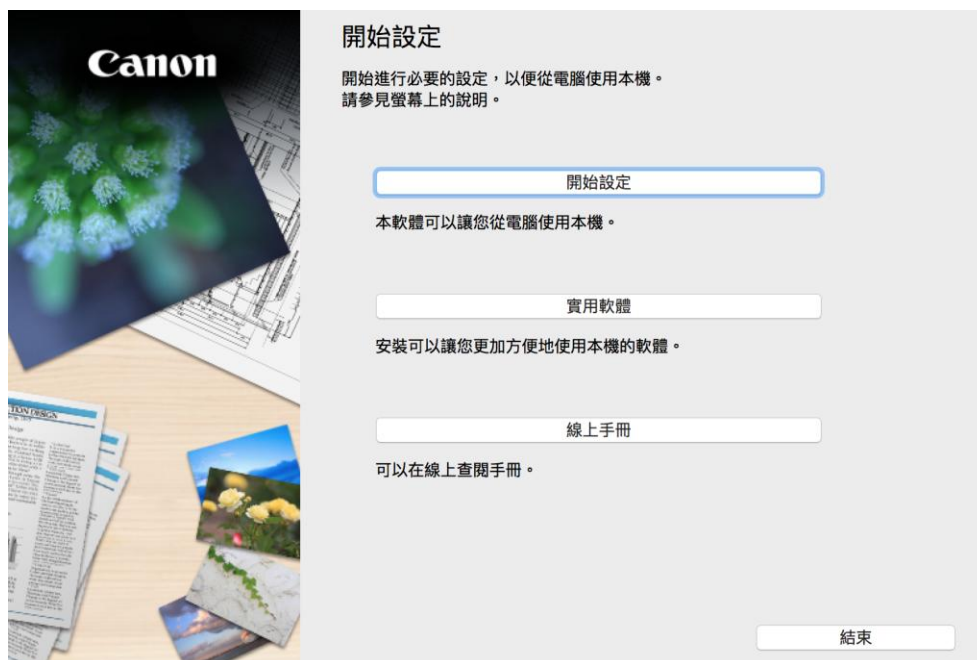 Canon
開始設定
開始進行必要的設定，以便從電腦使用本機。
請參見螢幕上的說明。
開始設定
本軟體可以讓您從電腦使用本機。
實用軟體
安裝可以讓您更加方便地使用本機的軟體。
線上手冊
可以在線上查閱手冊。
結束